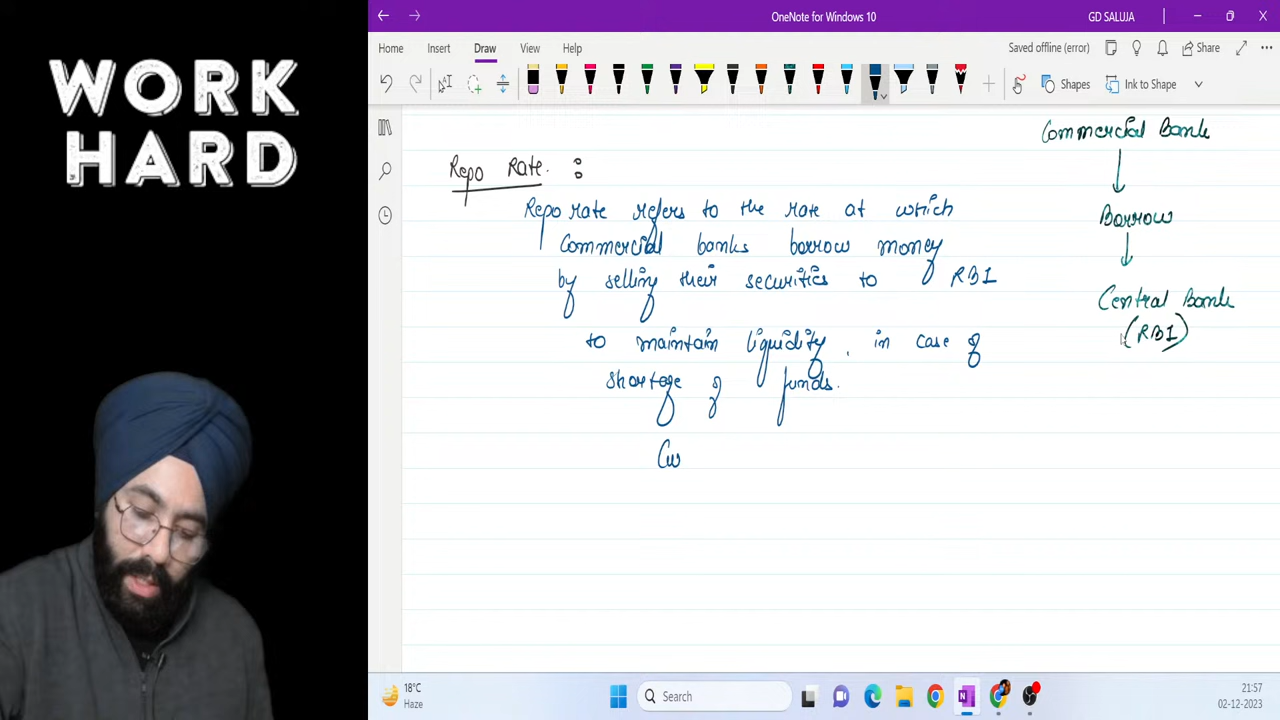 WORK
HARD
OneNote for Windows 10
GD SALUJA
Home Insert Draw View Help
Saved offline (error)
Share
Shapes
Ink to Shape
Commercial Bank
Borrow
Central Bank
(RBI)
Repo Rate :
Repo rate refers to the rate at which
Commercial banks borrow money
by selling their securities to RBI
to maintain liquidity, in case of
shortage of funds.
18°C
Haze
Search
21:57
02-12-2023